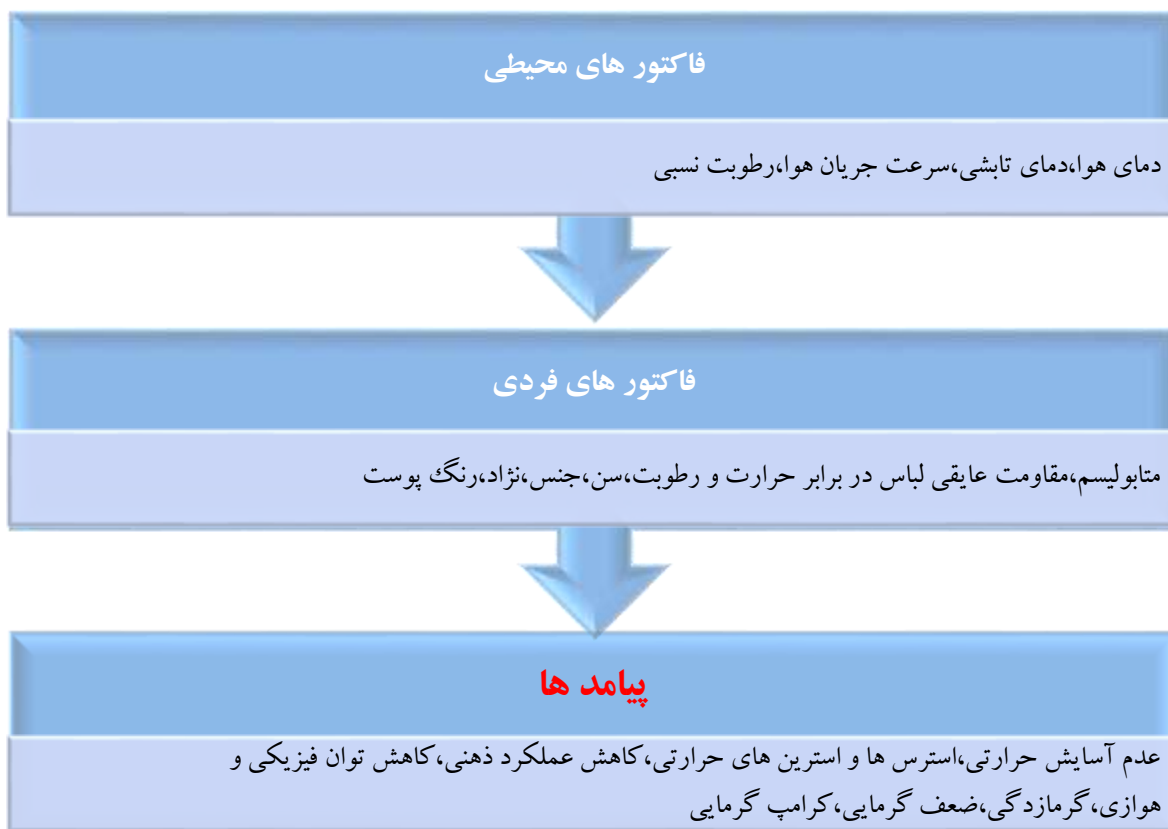 فاکتور های محیطی
دمای هوا،دمای تابشی،سرعت جریان هوا،رطوبت نسبی
فاکتور های فردی
متابولیسم،مقاومت عایقی لباس در برابر حرارت و رطوبت،سن،جنس،نژاد،رنگ پوست
پیامد ها
عدم آسایش حرارتی،استرس ها و استرین های حرارتی،کاهش عملکرد ذهنی،کاهش توان فیزیکی و
هوازی،گرمازدگی،ضعف گرمایی،کرامپ گرمایی